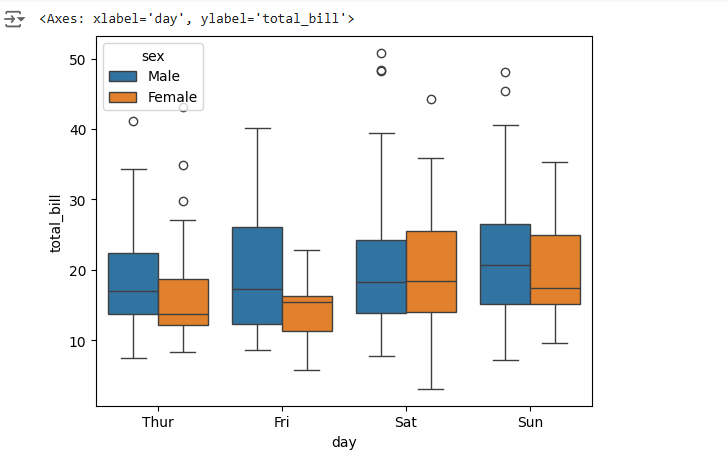 <Axes: xlabel='day', ylabel='total_bill'>
50
40
30
20
10
total_bill
sex
Male
Female
Thur
Fri
Sat
Sun
day